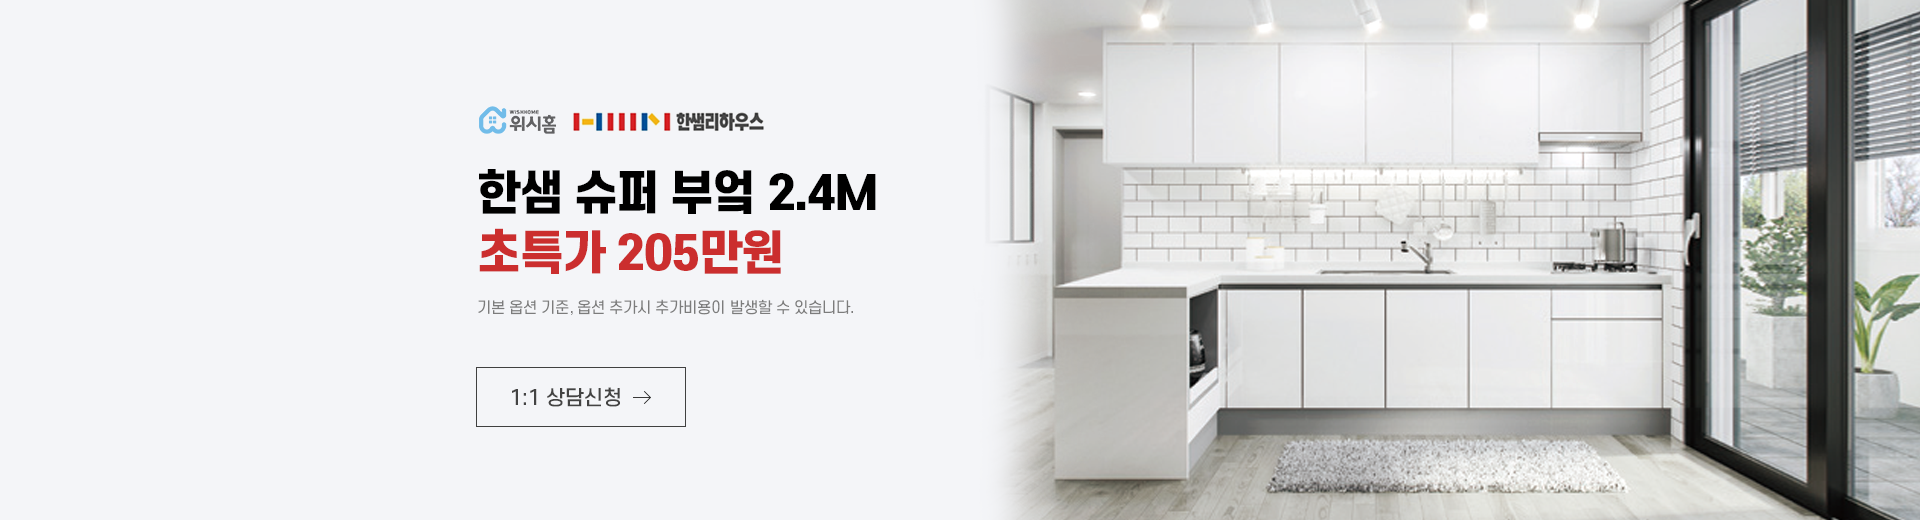 WISHHOME
위시홈 한샘리하우스
한샘 슈퍼 부엌 2.4M
초특가 205만원
기본 옵션 기준, 옵션 추가시 추가비용이 발생할 수 있습니다.
1:1 상담신청 →